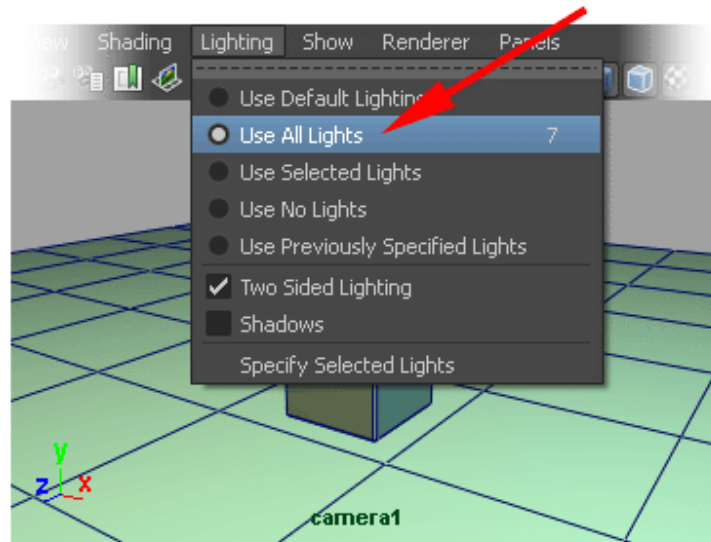 View Shading Lighting Show Renderer Panels
Use Default Lighting
Use All Lights 7
Use Selected Lights
Use No Lights
Use Previously Specified Lights
Two Sided Lighting
Shadows
Specify Selected Lights
y
z x
camera1